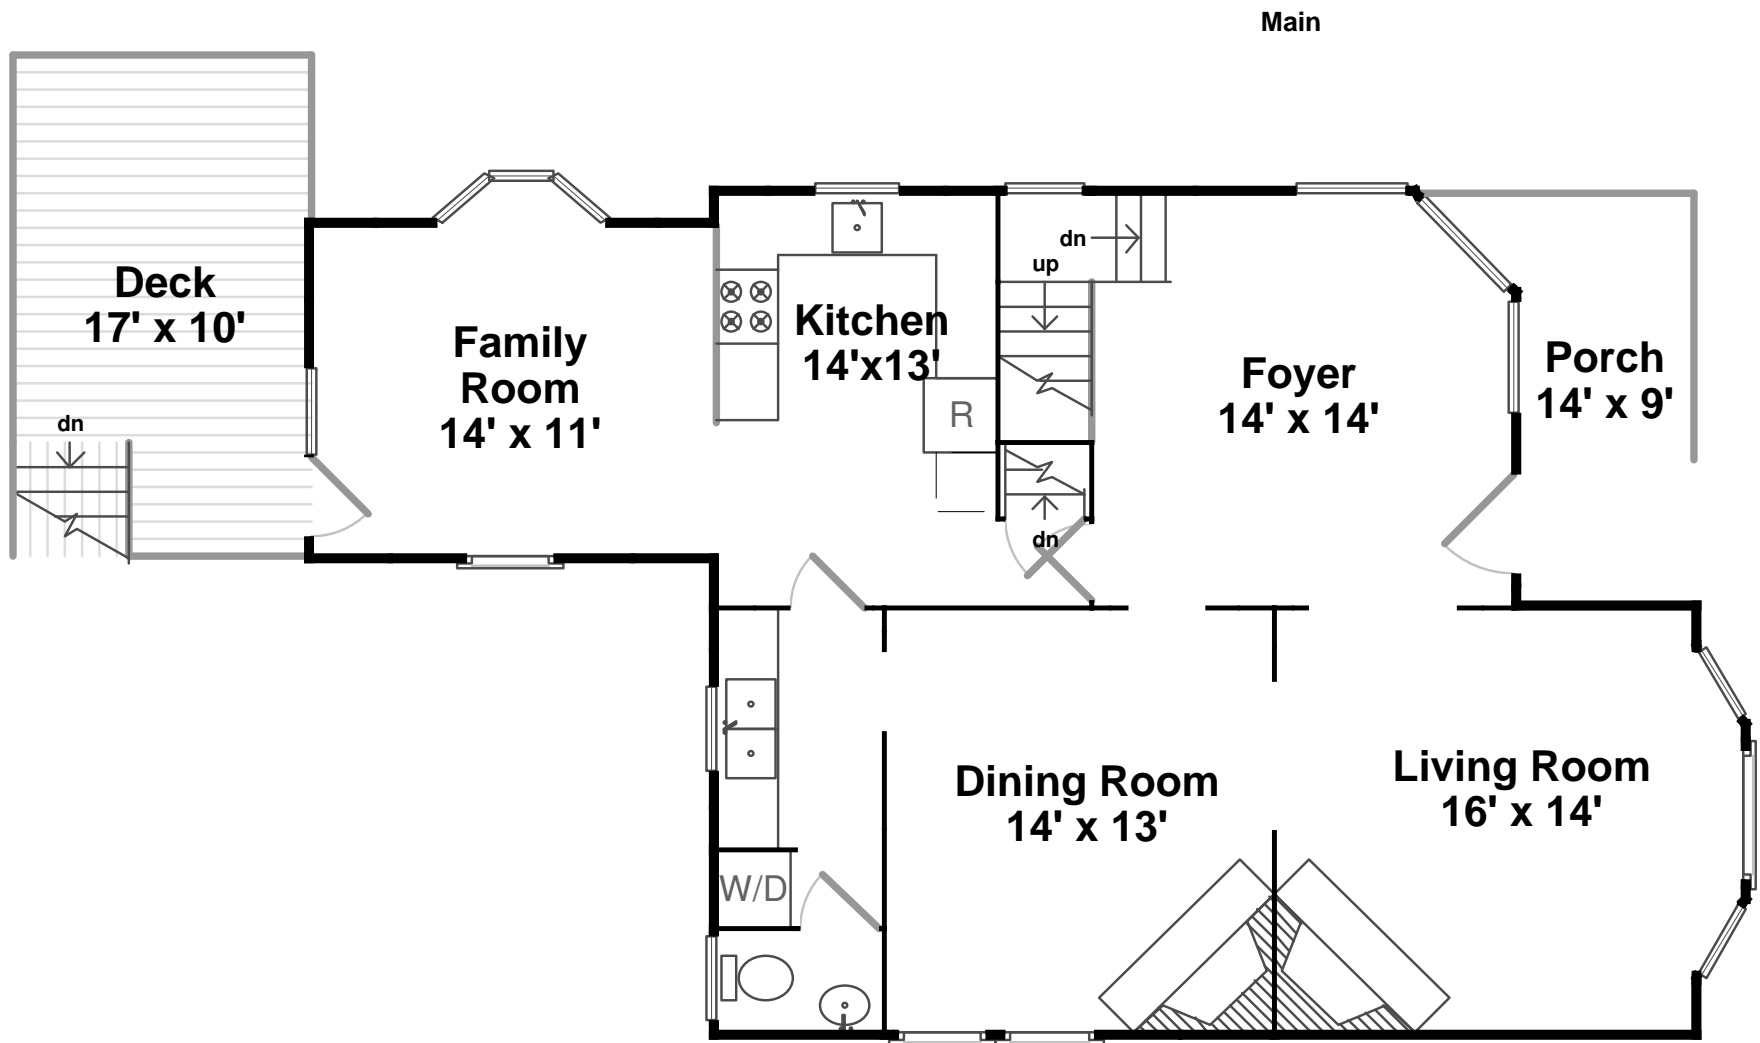 Main
Deck
17' x 10'
dn
Family
Room
14' x 11'
Kitchen
14'x13'
R
up
dn
dn
Foyer
14' x 14'
Porch
14' x 9'
W/D
Dining Room
14' x 13'
Living Room
16' x 14'